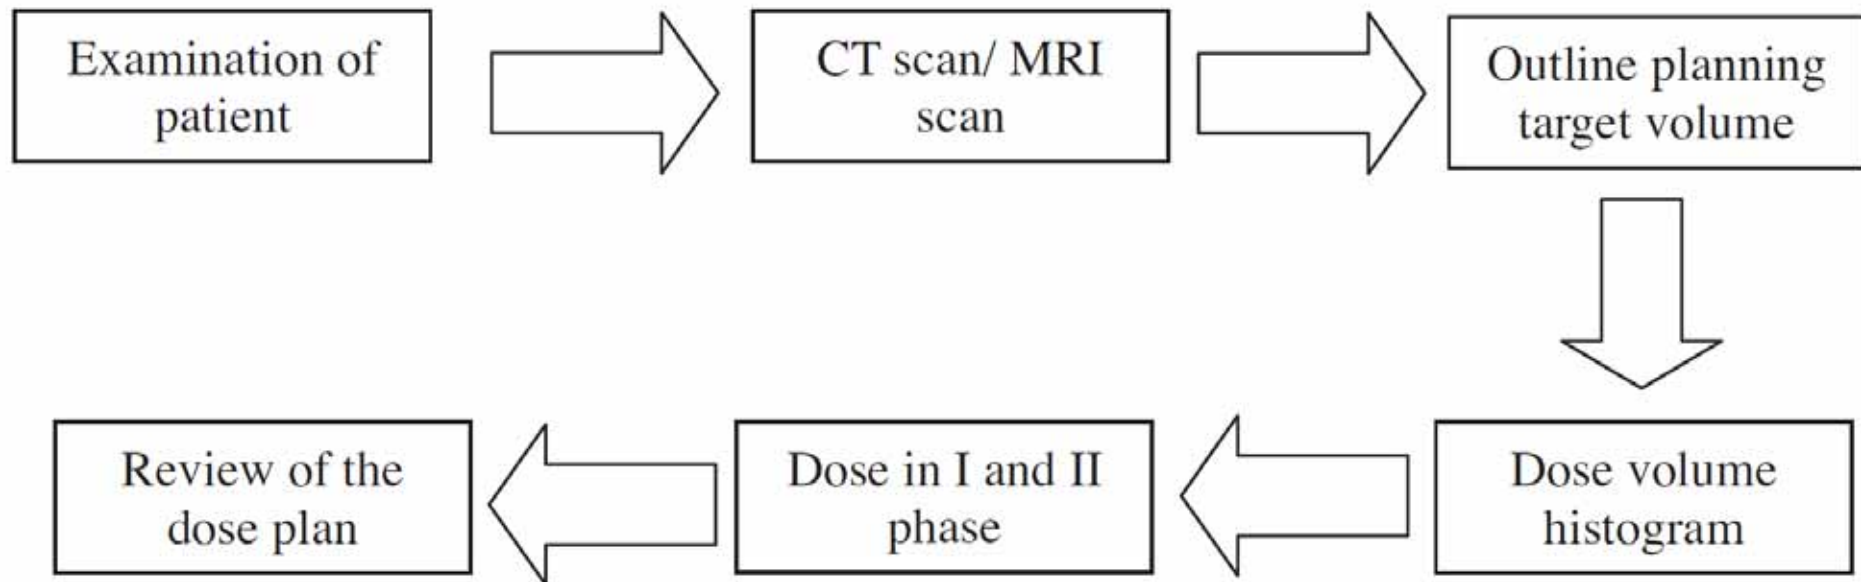 Examination of
patient
CT scan/ MRI
scan
Outline planning
target volume
Dose volume
histogram
Dose in I and II
phase
Review of the
dose plan